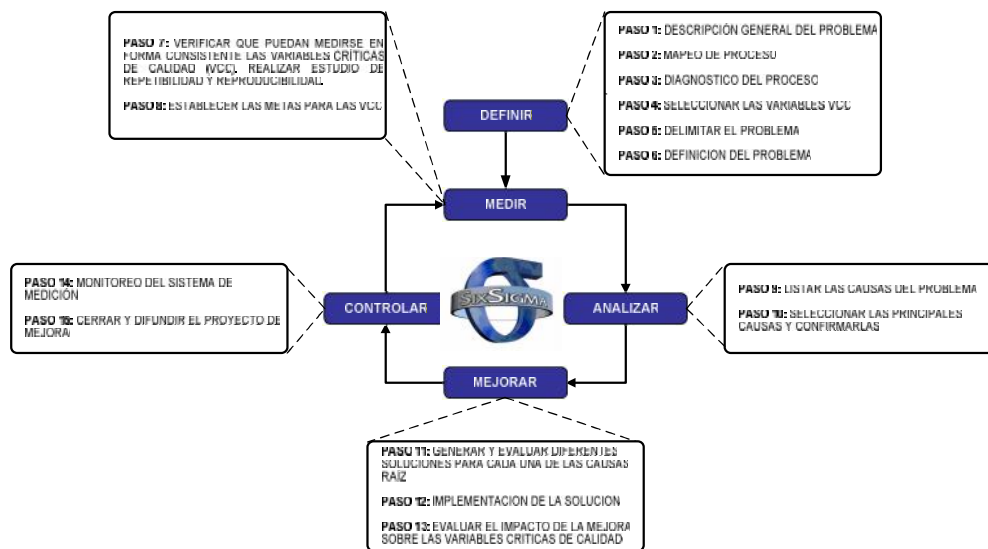 PASO 7: VERIFICAR QUE PUEDAN MEDIRSE EN
FORMA CONSISTENTE LAS VARIABLES CRÍTICAS
DE CALIDAD (VCC). REALIZAR ESTUDIO DE
REPETIBILIDAD Y REPRODUCIBILIDAD.
PASO 8: ESTABLECER LAS METAS PARA LAS VCC
DEFINIR
PASO 1: DESCRIPCIÓN GENERAL DEL PROBLEMA
PASO 2: MAPEO DE PROCESO
PASO 3: DIAGNOSTICO DEL PROCESO
PASO 4: SELECCIONAR LAS VARIABLES VCC
PASO 5: DELIMITAR EL PROBLEMA
PASO 6: DEFINICION DEL PROBLEMA
MEDIR
PASO 14: MONITOREO DEL SISTEMA DE
MEDICIÓN
PASO 15: CERRAR Y DIFUNDIR EL PROYECTO DE
MEJORA
CONTROLAR
SIXSIGMA
ANALIZAR
PASO 9: LISTAR LAS CAUSAS DEL PROBLEMA
PASO 10: SELECCIONAR LAS PRINCIPALES
CAUSAS Y CONFIRMARLAS
MEJORAR
PASO 11: GENERAR Y EVALUAR DIFERENTES
SOLUCIONES PARA CADA UNA DE LAS CAUSAS
RAÍZ
PASO 12: IMPLEMENTACION DE LA SOLUCION
PASO 13: EVALUAR EL IMPACTO DE LA MEJORA
SOBRE LAS VARIABLES CRITICAS DE CALIDAD